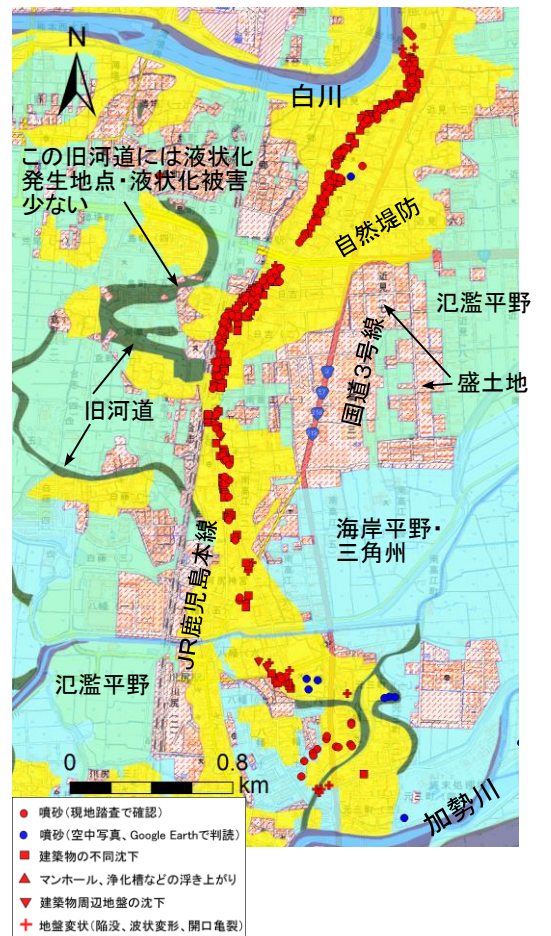 N
白川
この旧河道には液状化
発生地点・液状化被害
少ない
自然堤防
氾濫平野
国道3号線
盛土地
旧河道
海岸平野・
三角州
JR鹿児島本線
氾濫平野
0 0.8
km
加勢川
噴砂(現地踏査で確認)
噴砂(空中写真、Google Earthで判読)
建築物の不同沈下
マンホール、浄化槽などの浮き上がり
建築物周辺地盤の沈下
地盤変状(陥没、波状変形、開口亀裂)